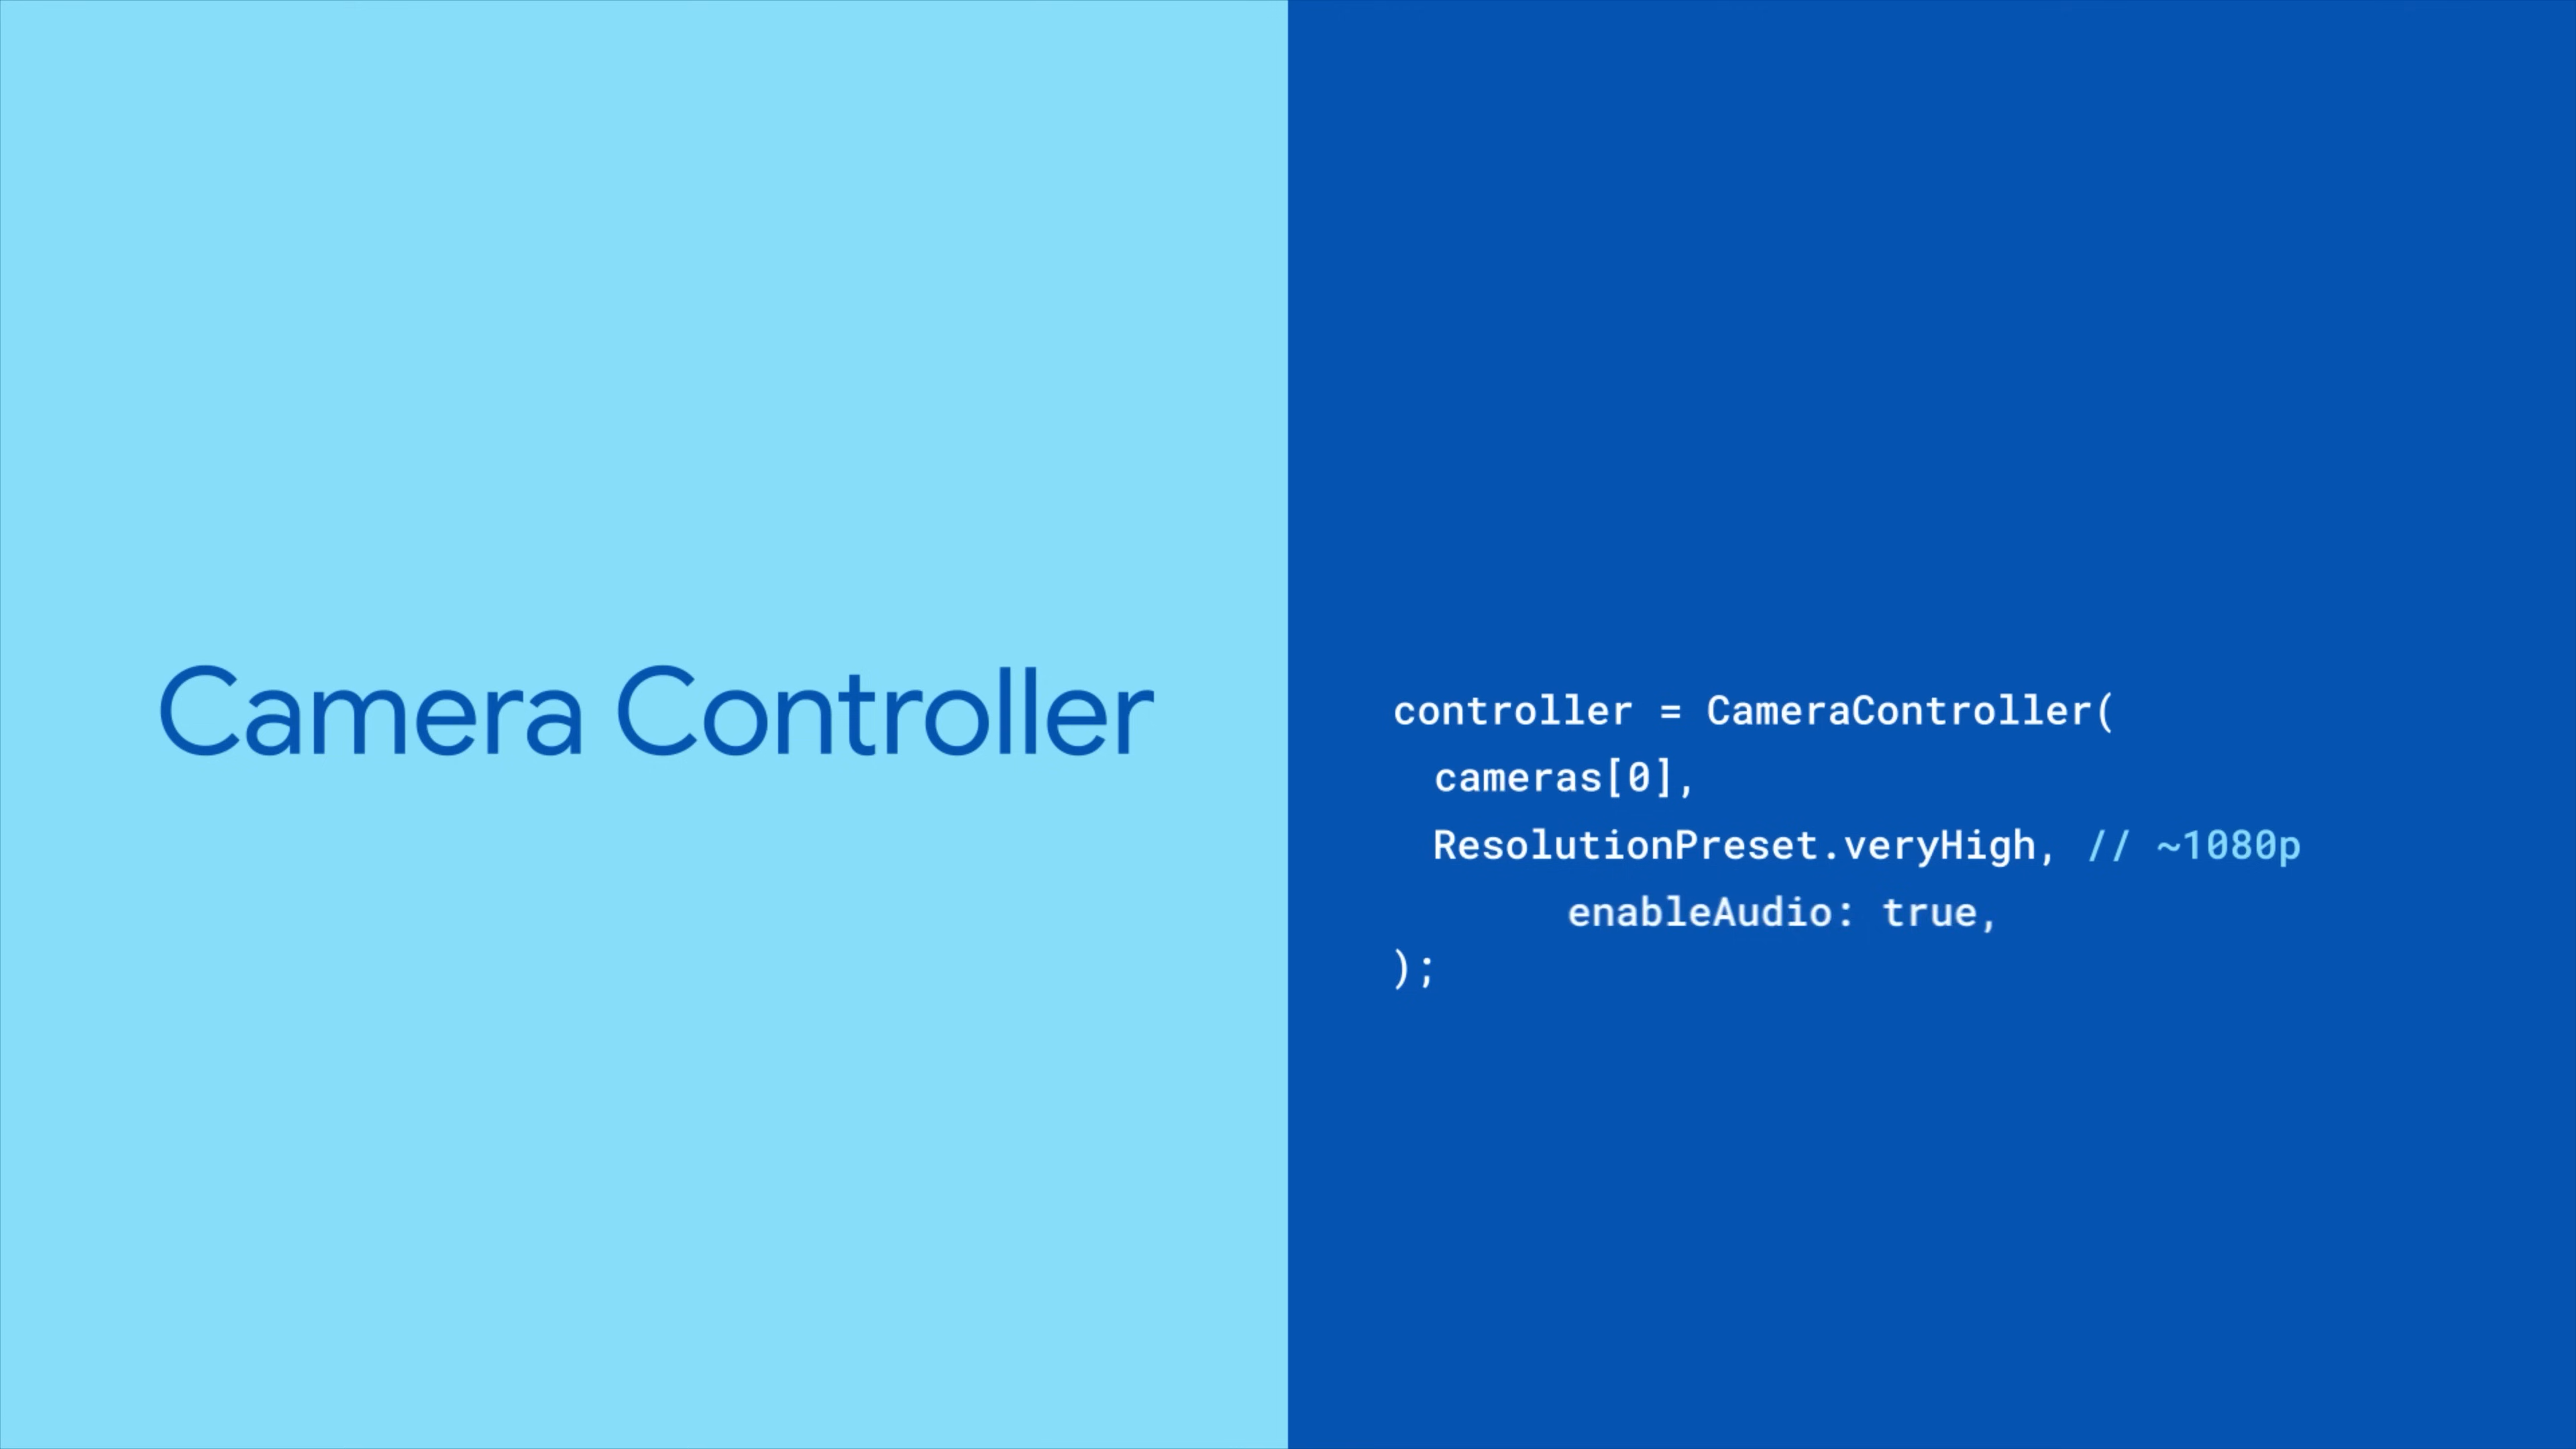 Camera Controller
controller = CameraController(
  cameras[0],
  ResolutionPreset.veryHigh, // ~1080p
        enableAudio: true,
);